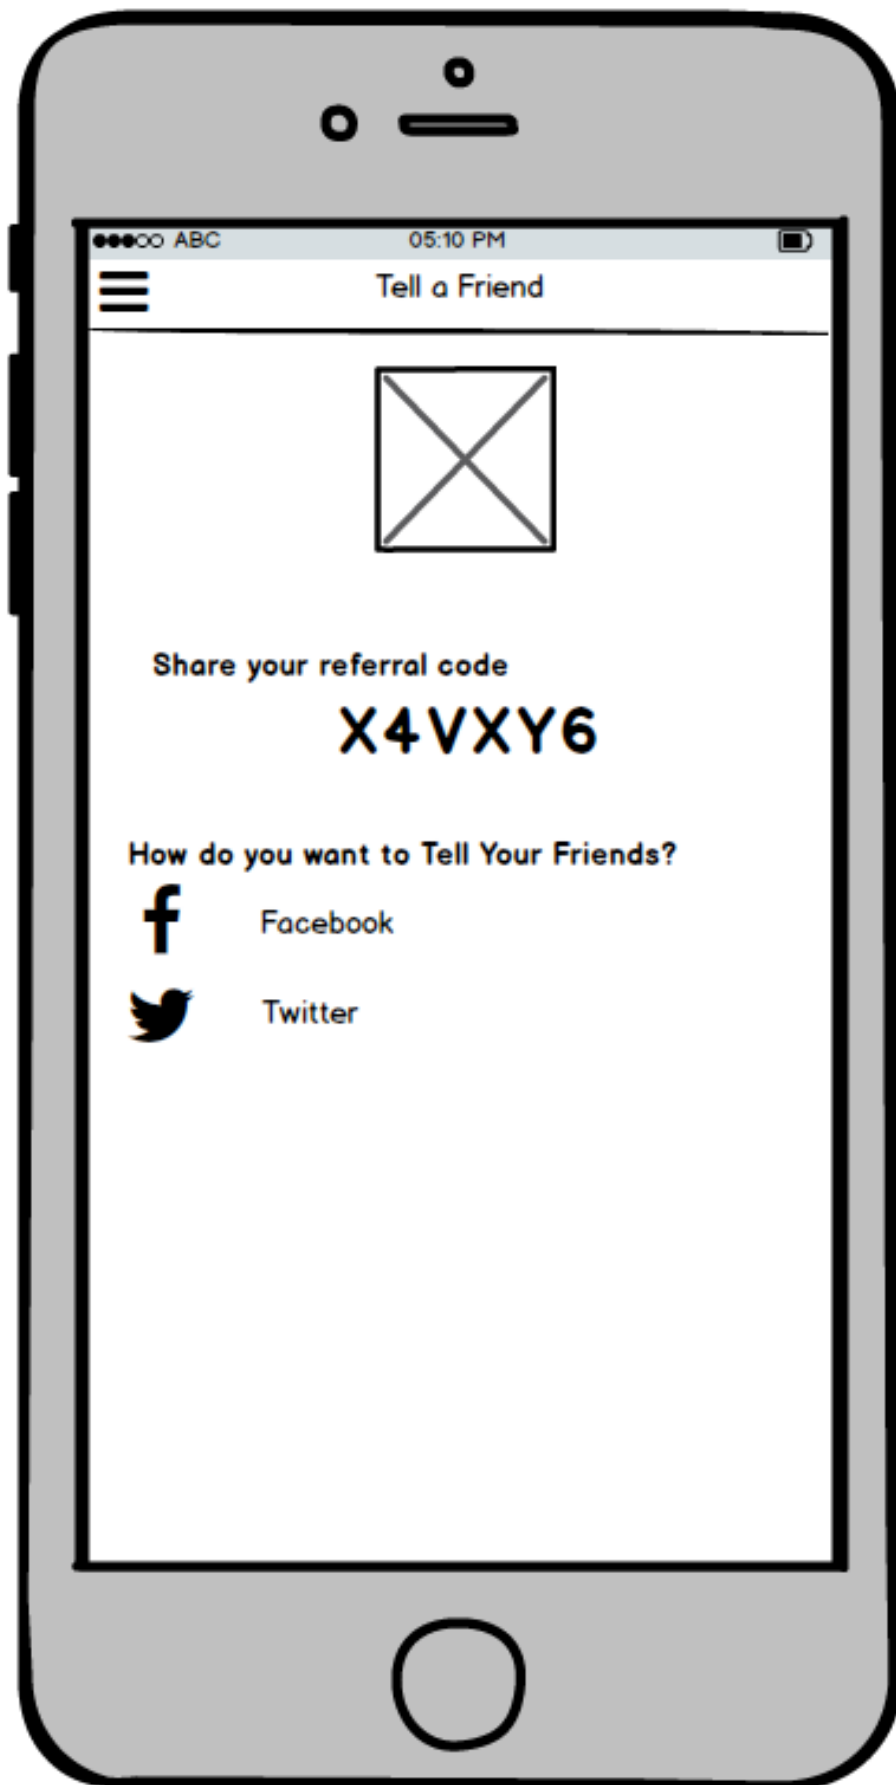 ABC 05:10 PM
Tell a Friend
Share your referral code
X4VXY6
How do you want to Tell Your Friends?
Facebook
Twitter